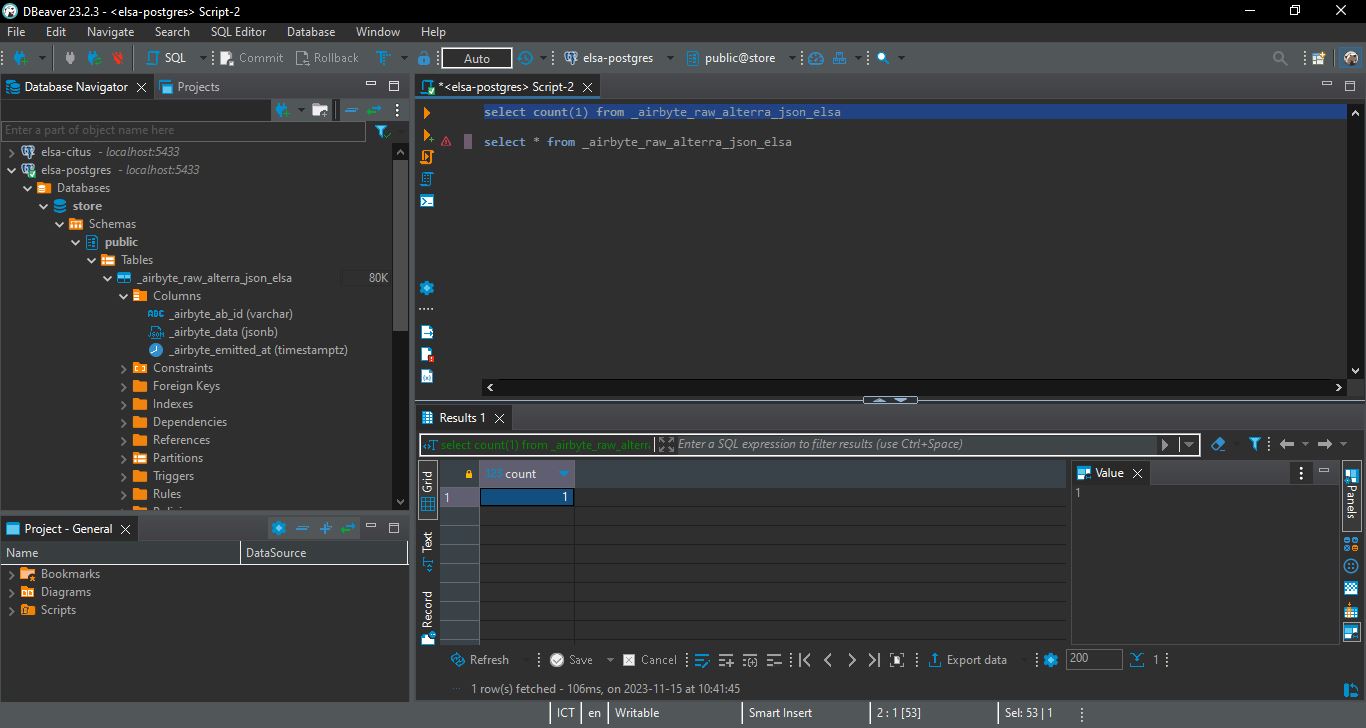 DBeaver 23.2.3 - <elsa-postgres> Script-2
File Edit Navigate Search SQL Editor Database Window Help
SQL Commit Rollback Auto elsa-postgres public@store
Database Navigator Projects
Enter a part of object name here
elsa-citus - localhost:5433
elsa-postgres - localhost:5433
Databases
store
Schemas
public
Tables
_airbyte_raw_alterra_json_elsa 80K
Columns
ABC _airbyte_ab_id (varchar)
JSON _airbyte_data (jsonb)
_airbyte_emitted_at (timestamptz)
Constraints
Foreign Keys
Indexes
Dependencies
References
Partitions
Triggers
Rules
Project - General
Name DataSource
Bookmarks
Diagrams
Scripts
*<elsa-postgres> Script-2
select count(1) from _airbyte_raw_alterra_json_elsa
select * from _airbyte_raw_alterra_json_elsa
Results 1
select count(1) from _airbyte_raw_alterr Enter a SQL expression to filter results (use Ctrl+Space)
Grid
Text
Record
123 count
1 1
Value
1
Panels
Refresh Save Cancel Export data 200 1
1 row(s) fetched - 106ms, on 2023-11-15 at 10:41:45
ICT en Writable Smart Insert 2 : 1 [53] Sel: 53 | 1